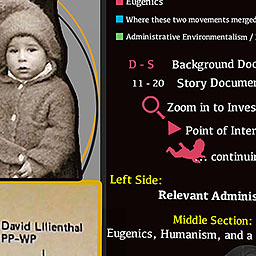 Eugenics
Where these two movements merged
Administrative Environmentalism /
D - S Background Doc
11 - 20 Story Documen
Zoom in to Inves
Point of Inter
... continuin
Left Side:
Relevant Adminis
Middle Section:
Eugenics, Humanism, and a
David Lilienthal
PP-WP